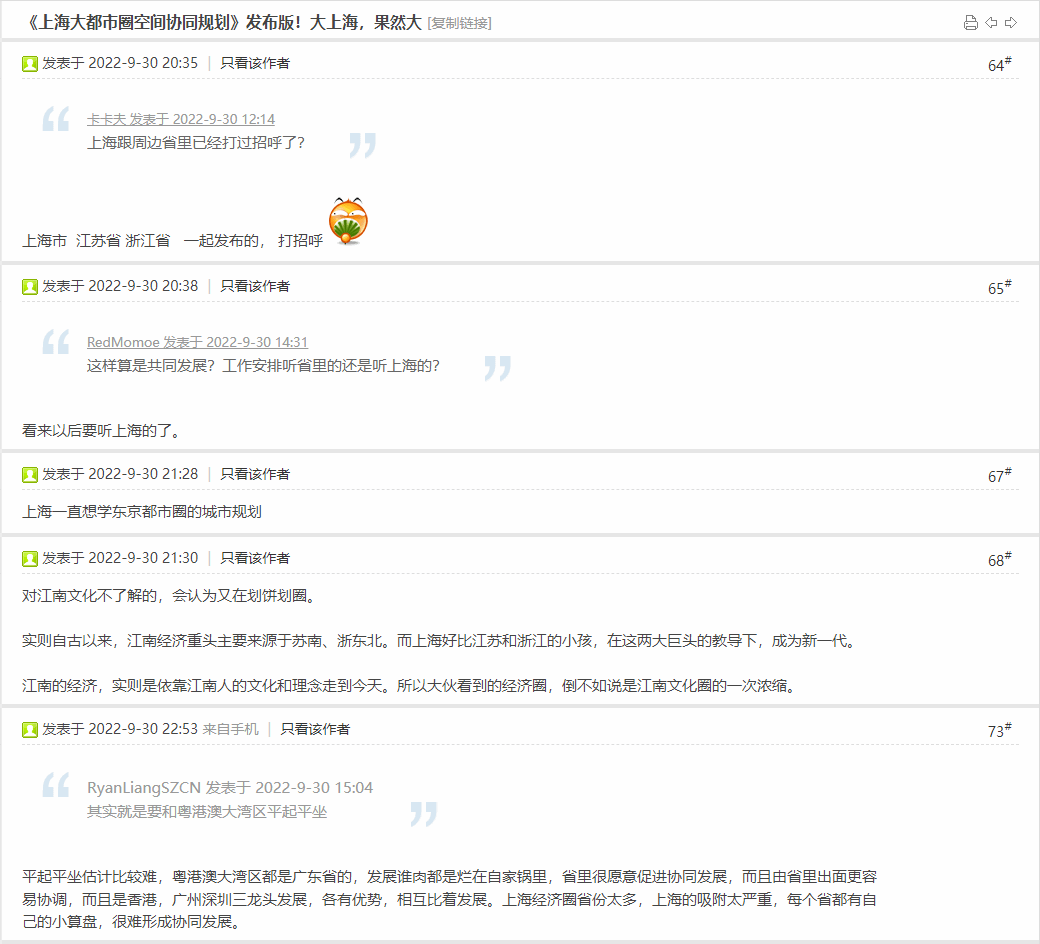 《上海大都市圈空间协同规划》发布版！大上海，果然大 [复制链接]
发表于 2022-9-30 20:35 | 只看该作者 64#
卡卡夫 发表于 2022-9-30 12:14
上海跟周边省里已经打过招呼了？
上海市 江苏省 浙江省 一起发布的， 打招呼
发表于 2022-9-30 20:38 | 只看该作者 65#
RedMomoe 发表于 2022-9-30 14:31
这样算是共同发展？工作安排听省里的还是听上海的？
看来以后要听上海的了。
发表于 2022-9-30 21:28 | 只看该作者 67#
上海一直想学东京都市圈的城市规划
发表于 2022-9-30 21:30 | 只看该作者 68#
对江南文化不了解的，会认为又在划饼划圈。
实则自古以来，江南经济重头主要来源于苏南、浙东北。而上海好比江苏和浙江的小孩，在这两大巨头的教导下，成为新一代。
江南的经济，实则是依靠江南人的文化和理念走到今天。所以大伙看到的经济圈，倒不如说是江南文化圈的一次浓缩。
发表于 2022-9-30 22:53 来自手机 | 只看该作者 73#
RyanLiangSZCN 发表于 2022-9-30 15:04
其实就是要和粤港澳大湾区平起平坐
平起平坐估计比较难，粤港澳大湾区都是广东省的，发展谁肉都是烂在自家锅里，省里很愿意促进协同发展，而且由省里出面更容
易协调，而且是香港，广州深圳三龙头发展，各有优势，相互比着发展。上海经济圈省份太多，上海的吸附太严重，每个省都有自
己的小算盘，很难形成协同发展。